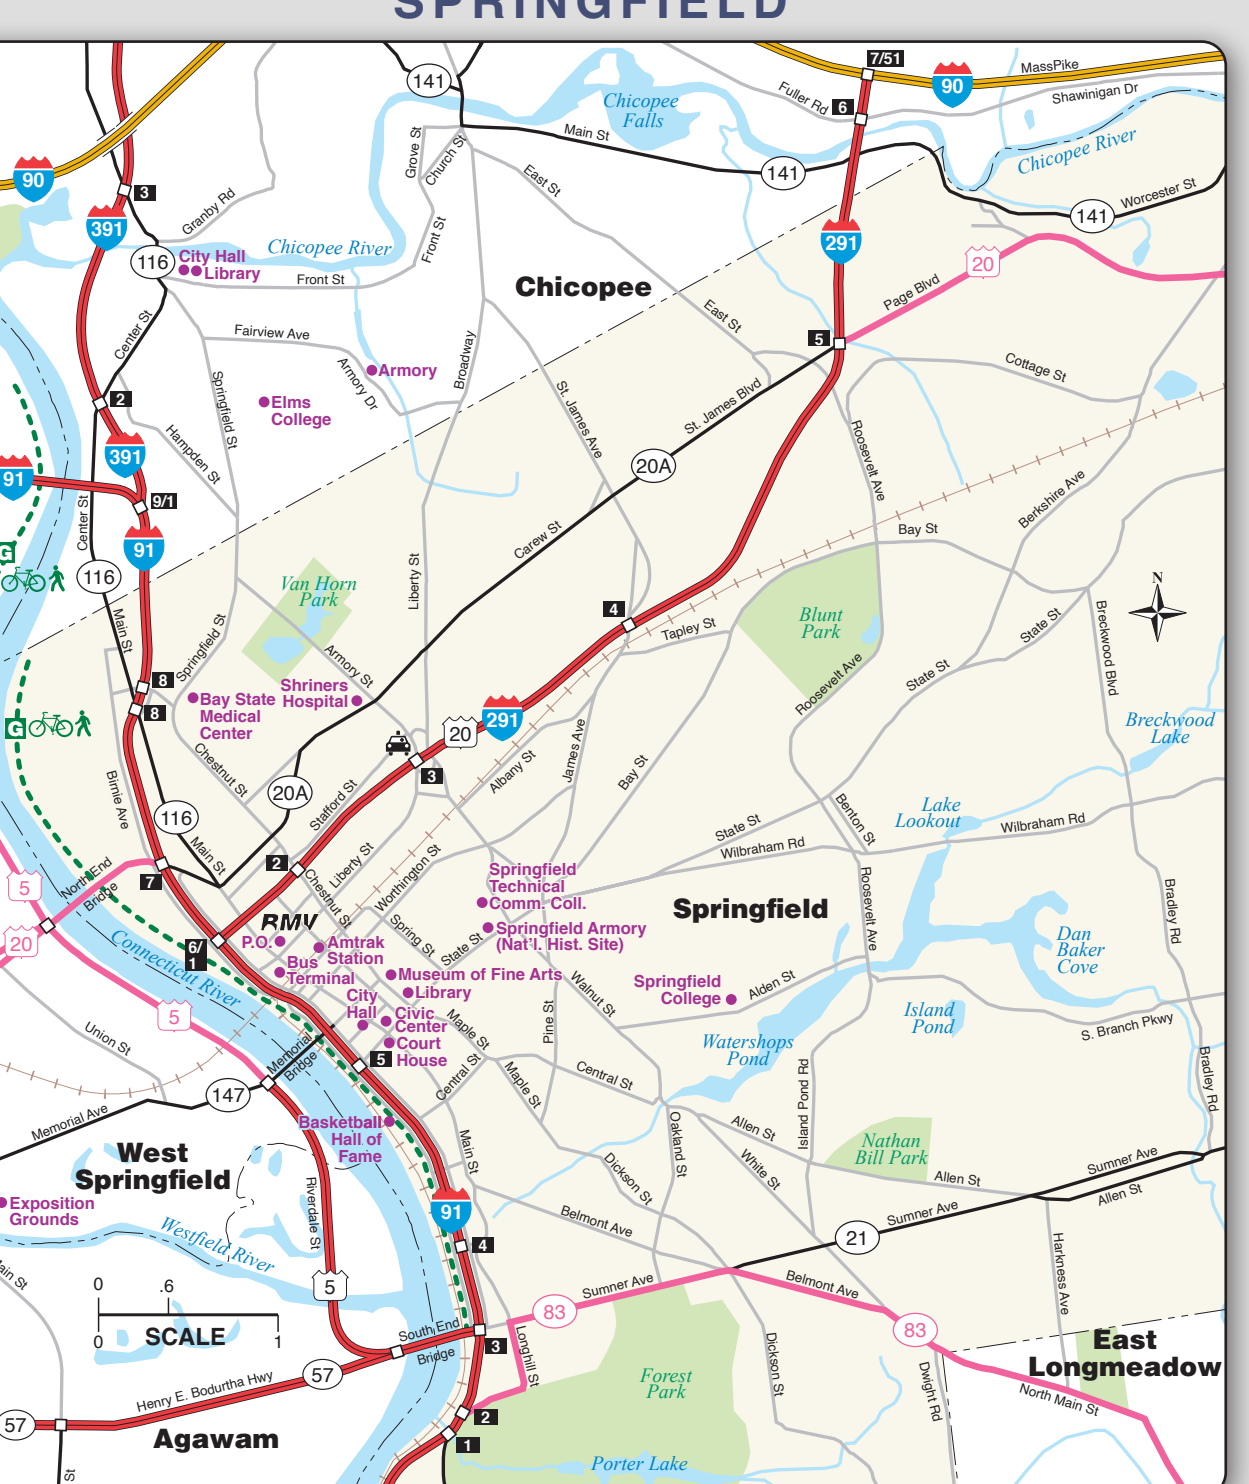 SPRINGFIELD
7/51
141
90
MassPike
Fuller Rd
6
Shawinigan Dr
Chicopee
Falls
Main St
Grove St
Church St
141
Chicopee River
90
3
East St
Worcester St
141
Granby Rd
391
291
Front St
Chicopee River
116
City Hall
Library
20
Front St
Chicopee
Page Blvd
East St
Center St
Fairview Ave
5
Broadway
Armory
Armory Dr
Cottage St
St. James Ave
St. James Blvd
Springfield St
2
Elms
College
Hampden St
Roosevelt Ave
391
20A
91
9/1
Berkshire Ave
Center St
Carew St
Bay St
91
G
116
Liberty St
Van Horn
Park
N
4
Blunt
Park
Main St
Tapley St
State St
Breckwood Blvd
Springfield St
Armory St
Roosevelt Ave
State St
8
Shriners
Hospital
Bay State
Medical
Center
8
G
291
20
Breckwood
Lake
James Ave
Chestnut St
3
Albany St
Bay St
Birnie Ave
20A
Stafford St
Lake
Lookout
Benton St
116
State St
Wilbraham Rd
Wilbraham Rd
Main St
2
Liberty St
Worthington St
North End
Bridge
7
5
Chestnut St
Springfield
Technical
Comm. Coll.
Roosevelt Ave
Bradley Rd
Springfield
RMV
Spring St
State St
Springfield Armory
(Nat'l. Hist. Site)
20
6/
1
P.O.
Amtrak
Station
Connecticut River
Bus
Terminal
Dan
Baker
Cove
Museum of Fine Arts
Library
Walnut St
Springfield
College
Alden St
City
Hall
Civic
Center
Island
Pond
5
Pine St
Maple St
S. Branch Pkwy
Union St
Court
House
Memorial
Bridge
5
Watershops
Pond
Central St
Maple St
Central St
Island Pond Rd
Bradley Rd
147
Memorial Ave
Basketball
Hall of
Fame
Allen St
Oakland St
Nathan
Bill Park
West
Springfield
Main St
White St
Sumner Ave
Dickson St
Allen St
Allen St
Exposition
Grounds
Riverdale St
91
Belmont Ave
Sumner Ave
21
Westfield River
4
Harkness Ave
Main St
0 .6
5
Sumner Ave
Belmont Ave
83
83
0 SCALE 1
South End
Bridge
3
Longhill St
Dickson St
East
Longmeadow
57
Henry E. Bodurtha Hwy
Forest
Park
Dwight Rd
North Main St
57
2
Agawam
1
Porter Lake
St